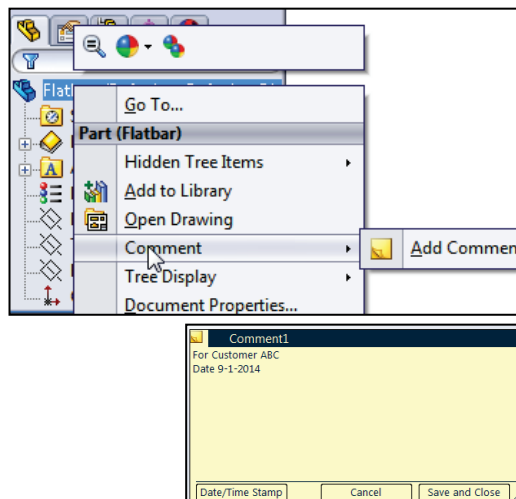 Flat
Go To...
Part (Flatbar)
Hidden Tree Items
Add to Library
Open Drawing
Comment
Add Commen
Tree Display
Document Properties...
Comment1
For Customer ABC
Date 9-1-2014
Date/Time Stamp
Cancel
Save and Close